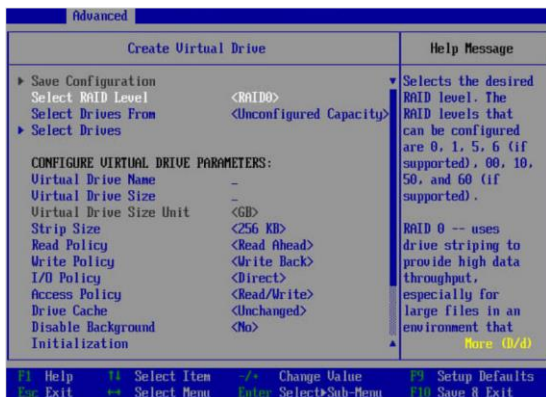 Advanced
Create Virtual Drive
Help Message
▶ Save Configuration
Select RAID Level <RAID0>
Select Drives From <Unconfigured Capacity>
▶ Select Drives
CONFIGURE VIRTUAL DRIVE PARAMETERS:
Virtual Drive Name _
Virtual Drive Size _
Virtual Drive Size Unit <GB>
Strip Size <256 KB>
Read Policy <Read Ahead>
Write Policy <Write Back>
I/O Policy <Direct>
Access Policy <Read/Write>
Drive Cache <Unchanged>
Disable Background <No>
Initialization
Selects the desired
RAID level. The
RAID levels that
can be configured
are 0, 1, 5, 6 (if
supported), 00, 10,
50, and 60 (if
supported).
RAID 0 -- uses
drive striping to
provide high data
throughput,
especially for
large files in an
environment that
More (D/d)
F1 Help ↑↓ Select Item -/+ Change Value F9 Setup Defaults
Esc Exit ↔ Select Menu Enter Select▶Sub-Menu F10 Save & Exit